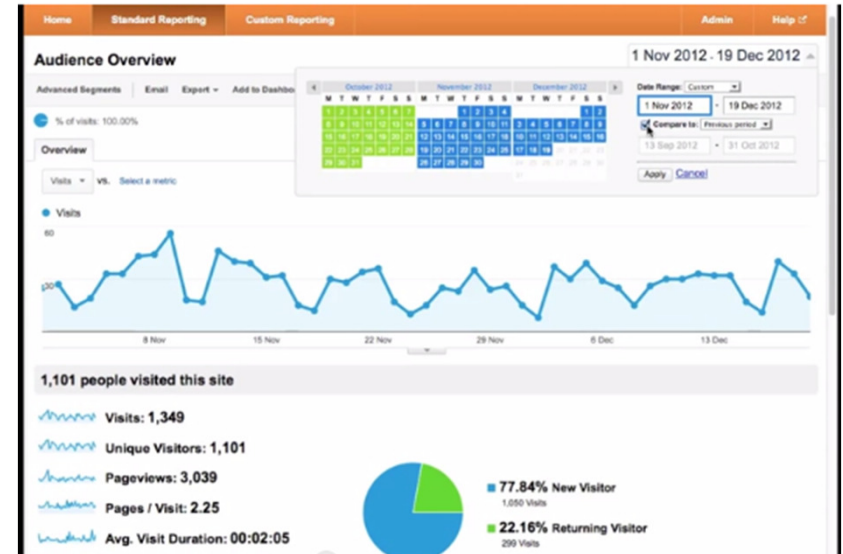 Home Standard Reporting Custom Reporting Admin Help
Audience Overview
1 Nov 2012 - 19 Dec 2012
Advanced Segments Email Export Add to Dashbo
% of visits: 100.00%
Overview
Visits VS. Select a metric
October 2012 November 2012 December 2012
M T W T F S S M T W T F S S M T W T F S S
Date Range: Custom
1 Nov 2012 - 19 Dec 2012
Compare to: Previous period
13 Sep 2012 - 31 Oct 2012
Apply Cancel
Visits
60
30
8 Nov 15 Nov 22 Nov 29 Nov 6 Dec 13 Dec
1,101 people visited this site
Visits: 1,349
Unique Visitors: 1,101
Pageviews: 3,039
Pages / Visit: 2.25
Avg. Visit Duration: 00:02:05
77.84% New Visitor
1,050 Visits
22.16% Returning Visitor
299 Visits